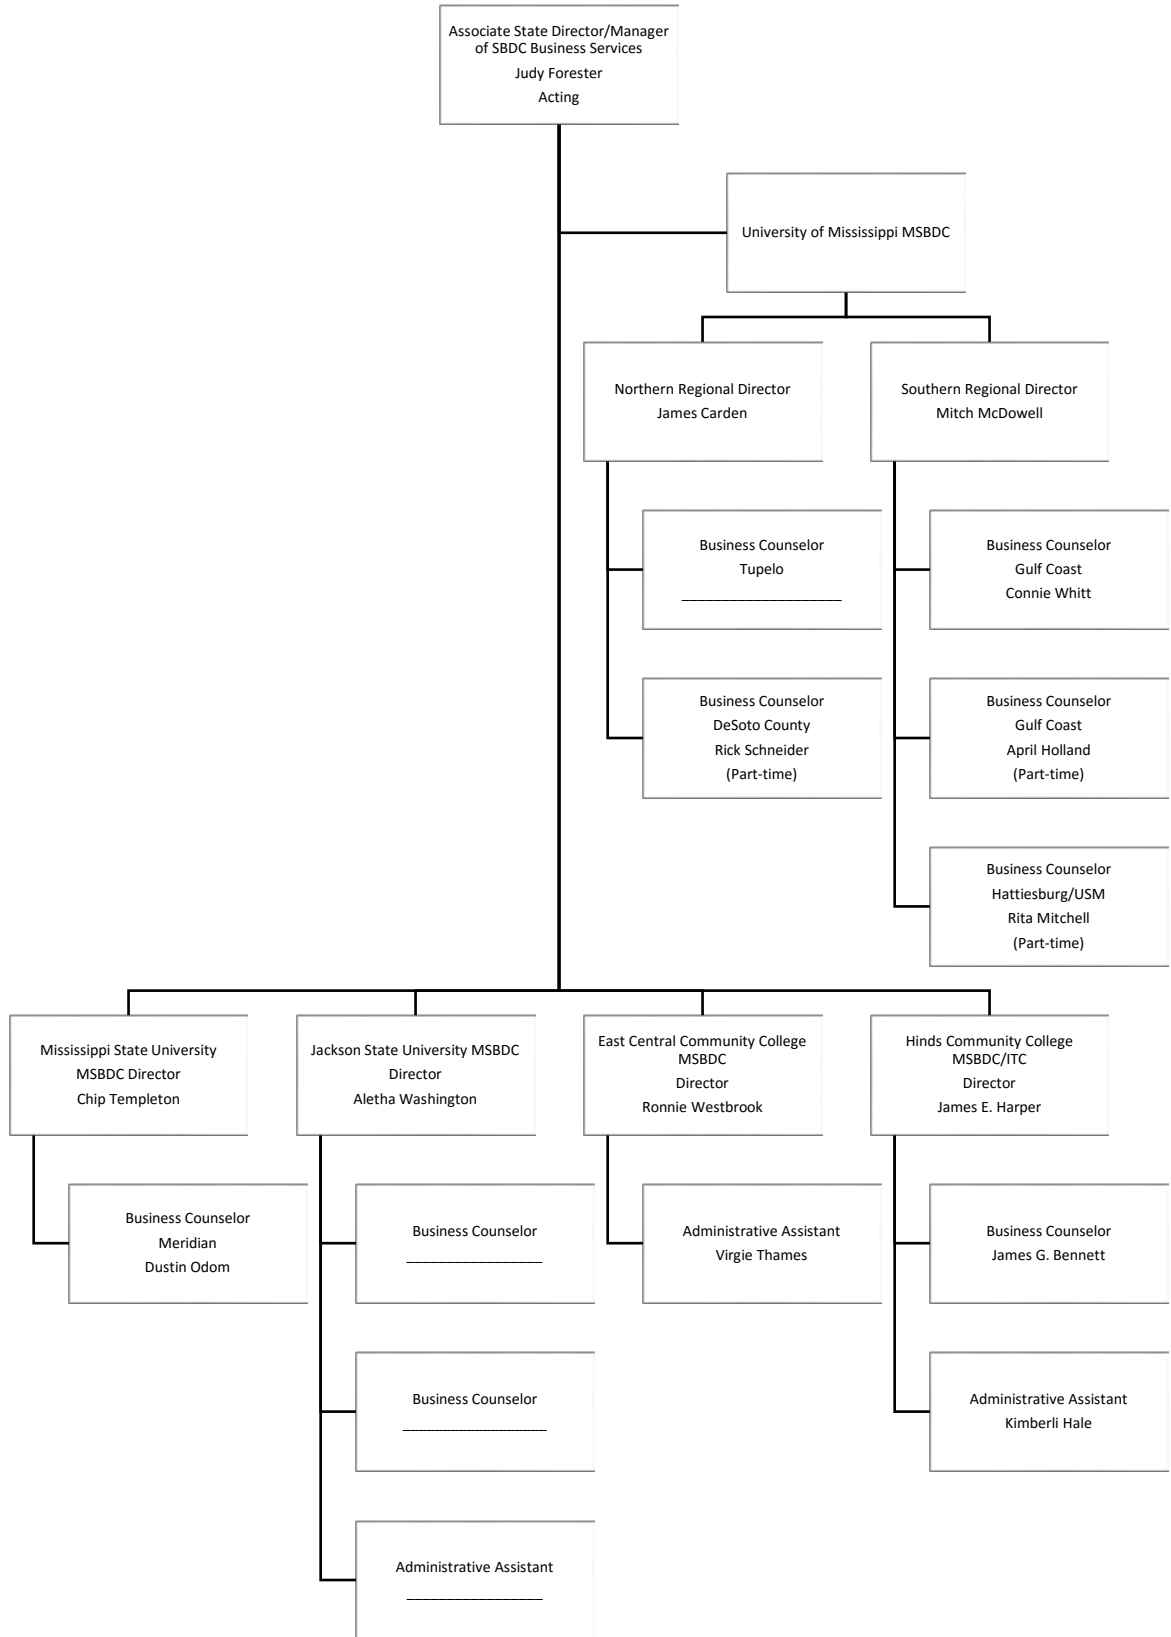 Associate State Director/Manager
of SBDC Business Services
Judy Forester
Acting
University of Mississippi MSBDC
Northern Regional Director
James Carden
Southern Regional Director
Mitch McDowell
Business Counselor
Tupelo
____________________
Business Counselor
Gulf Coast
Connie Whitt
Business Counselor
DeSoto County
Rick Schneider
(Part-time)
Business Counselor
Gulf Coast
April Holland
(Part-time)
Business Counselor
Hattiesburg/USM
Rita Mitchell
(Part-time)
Mississippi State University
MSBDC Director
Chip Templeton
Jackson State University MSBDC
Director
Aletha Washington
East Central Community College
MSBDC
Director
Ronnie Westbrook
Hinds Community College
MSBDC/ITC
Director
James E. Harper
Business Counselor
Meridian
Dustin Odom
Business Counselor
_________________
Administrative Assistant
Virgie Thames
Business Counselor
James G. Bennett
Business Counselor
__________________
Administrative Assistant
Kimberli Hale
Administrative Assistant
_________________